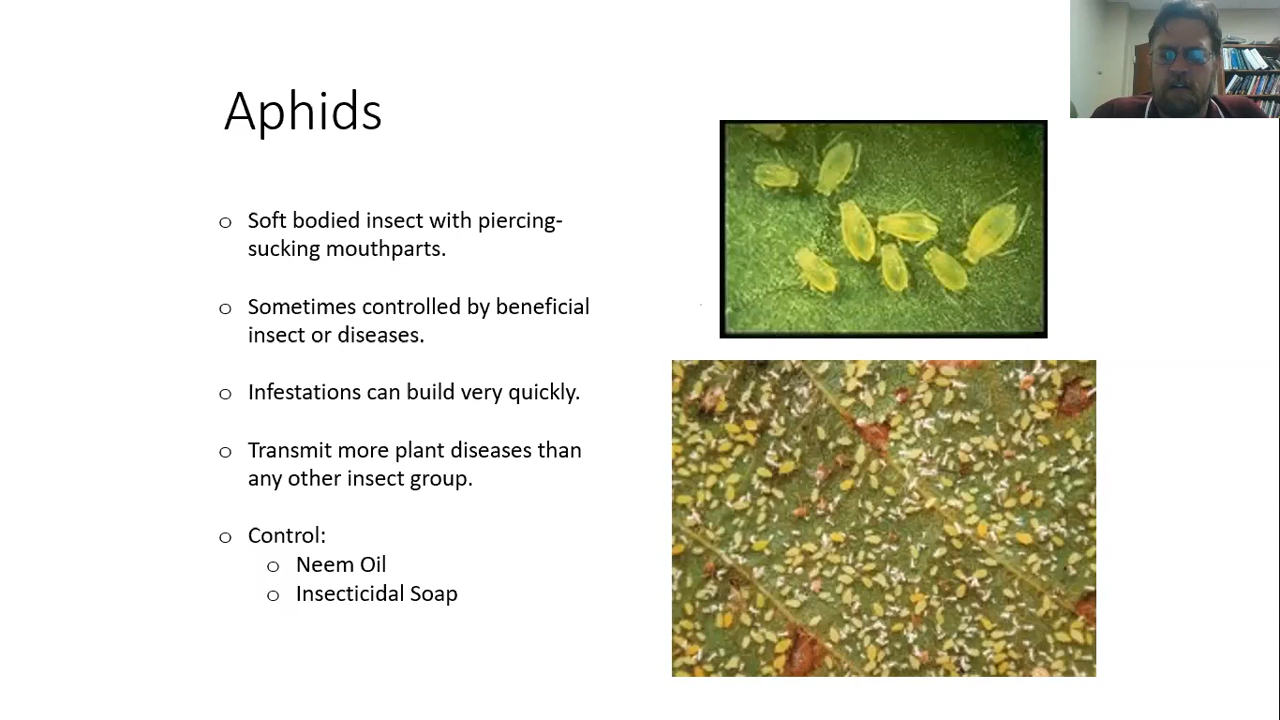 Aphids
o Soft bodied insect with piercing-
sucking mouthparts.
o Sometimes controlled by beneficial
insect or diseases.
o Infestations can build very quickly.
o Transmit more plant diseases than
any other insect group.
o Control:
o Neem Oil
o Insecticidal Soap